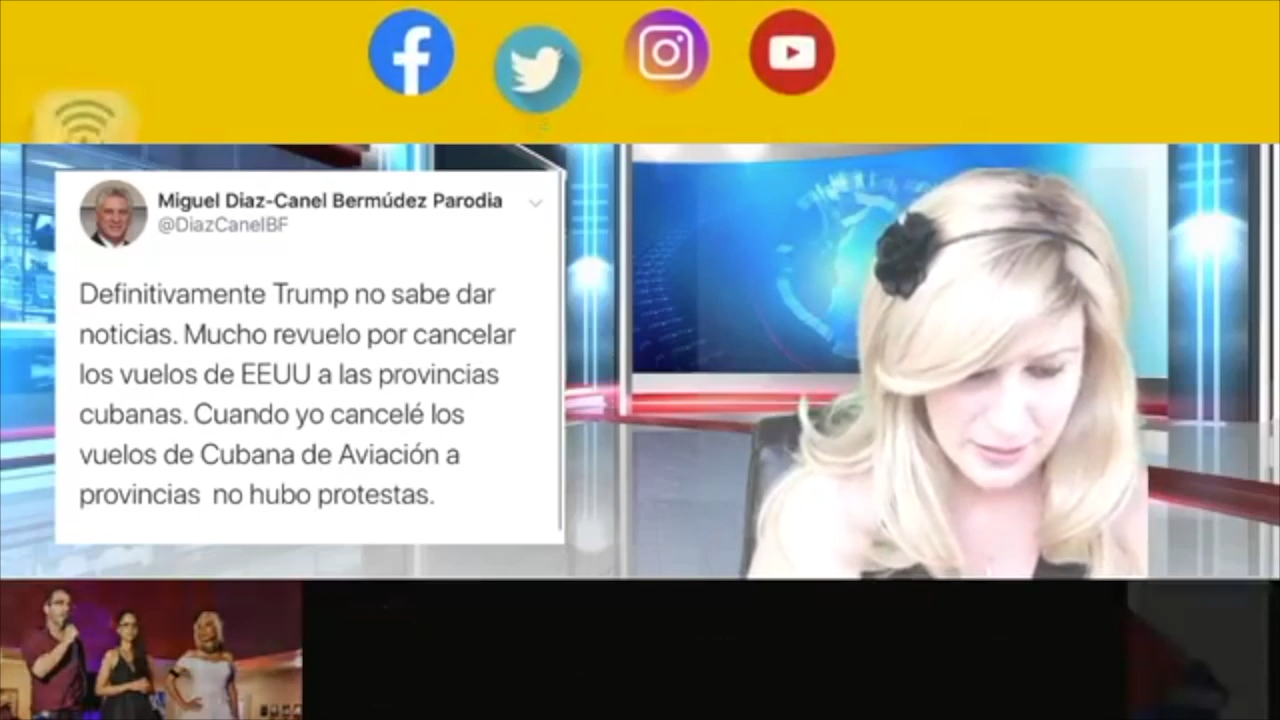 Miguel Diaz-Canel Bermúdez Parodia
@DiazCanelBF
Definitivamente Trump no sabe dar
noticias. Mucho revuelo por cancelar
los vuelos de EEUU a las provincias
cubanas. Cuando yo cancelé los
vuelos de Cubana de Aviación a
provincias no hubo protestas.